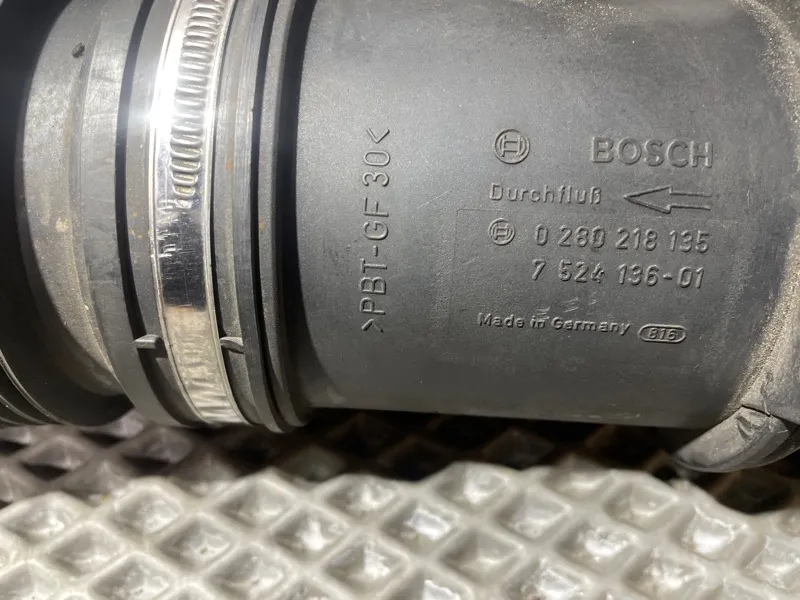 BOSCH
Durchfluß
0 280 218 135
7 524 136-01
Made in Germany 816
>PBT-GF 30<